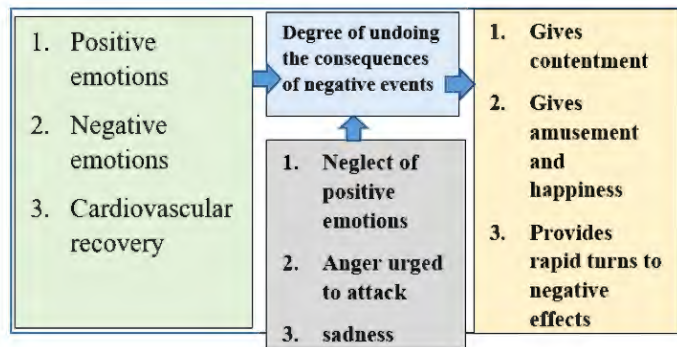 1. Positive
emotions
2. Negative
emotions
3. Cardiovascular
recovery
Degree of undoing
the consequences
of negative events
1. Neglect of
positive
emotions
2. Anger urged
to attack
3. sadness
1. Gives
contentment
2. Gives
amusement
and
happiness
3. Provides
rapid turns to
negative
effects